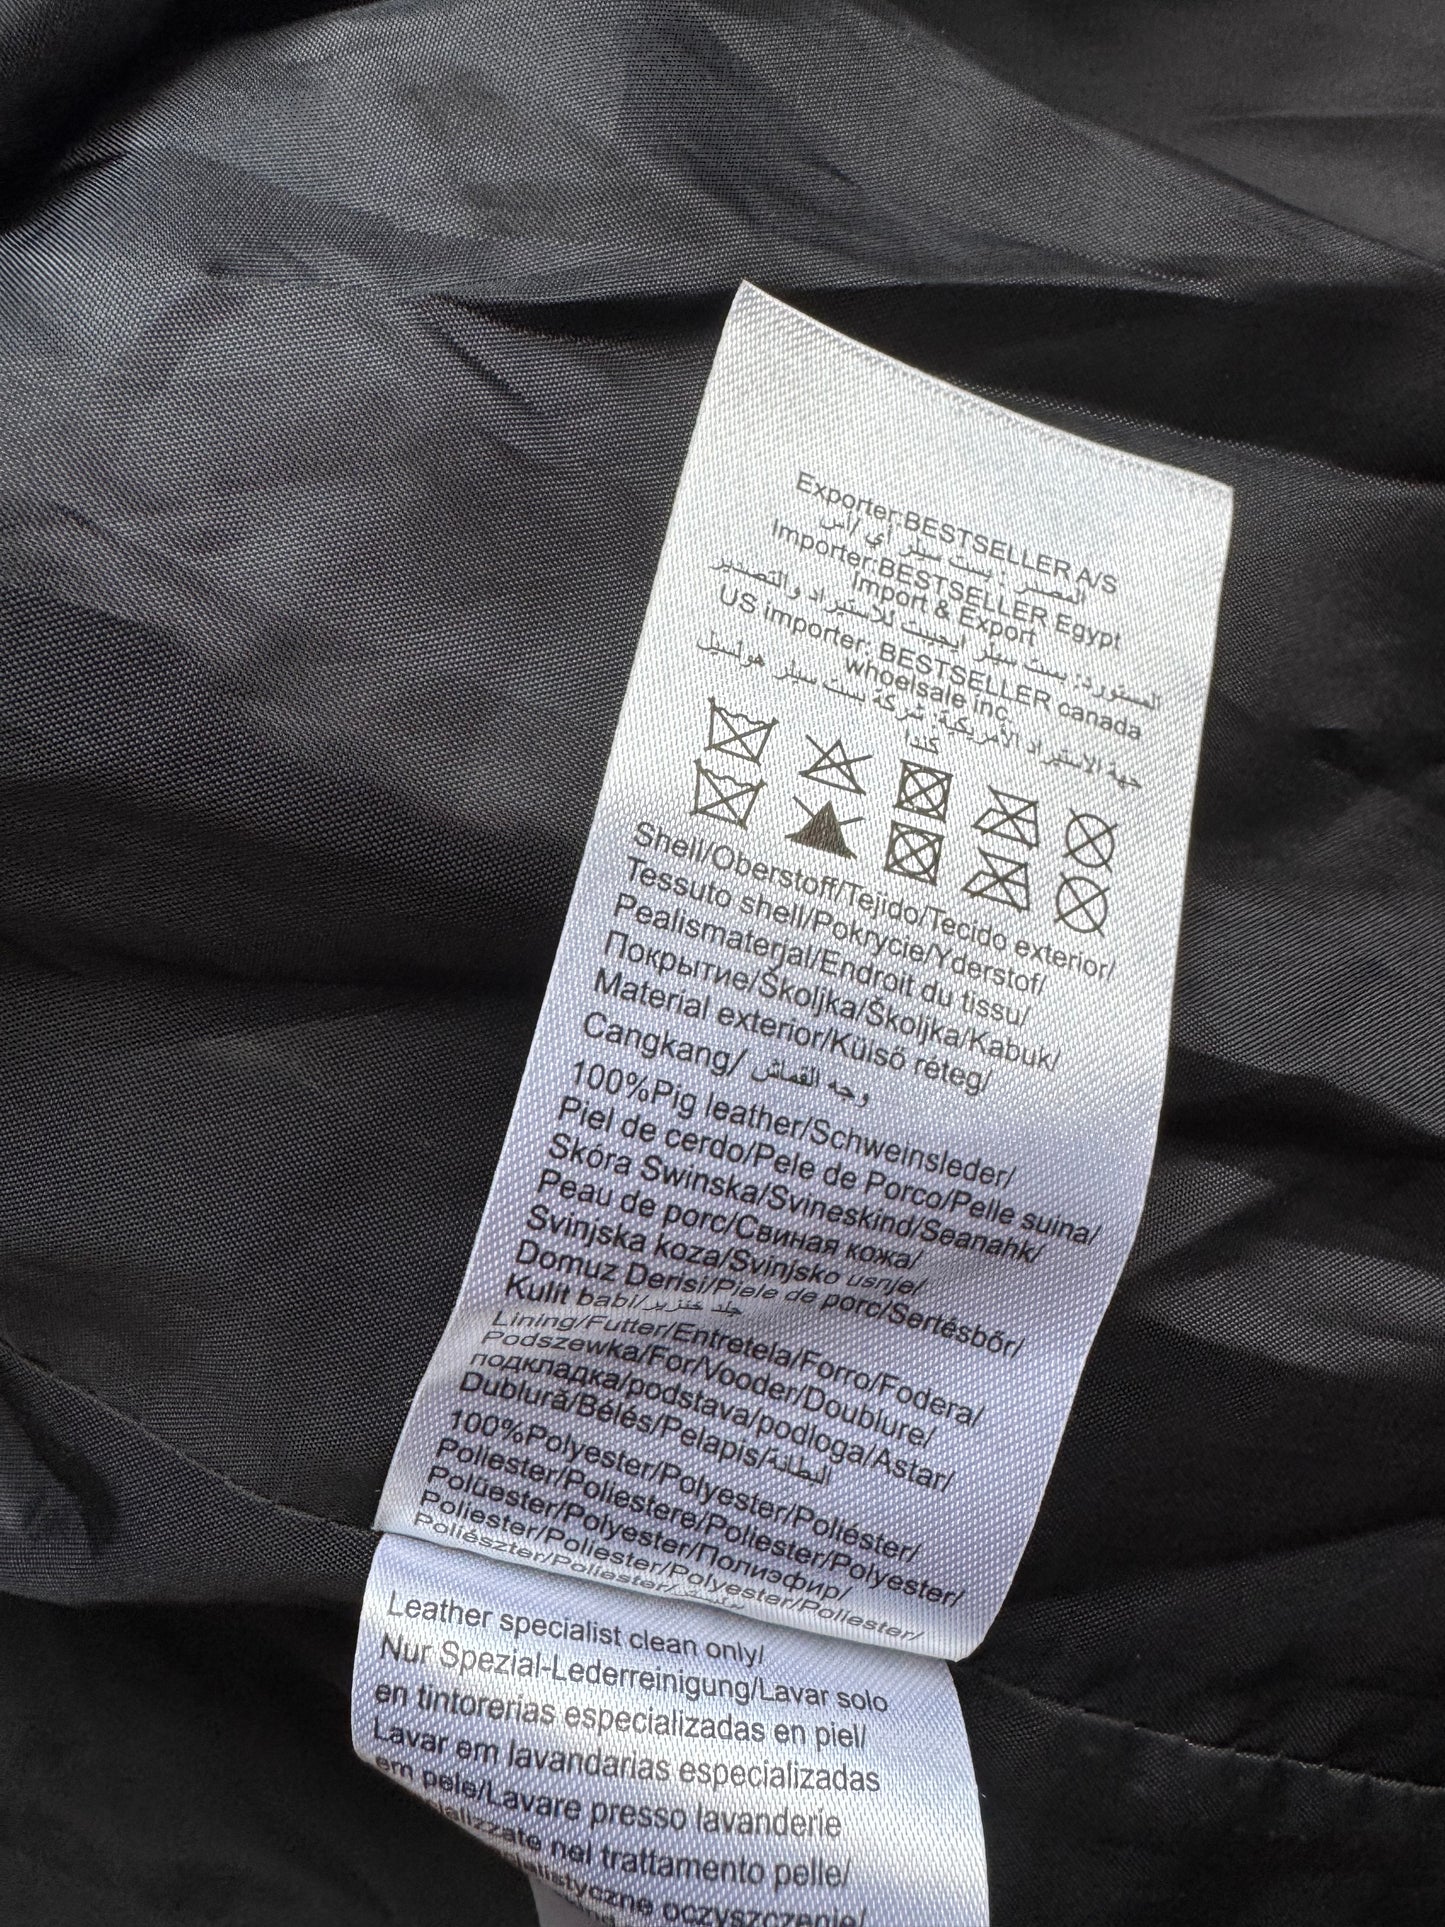 Exporter:BESTSELLER A/S
المصدر : بست سيلر أي /أس
Importer:BESTSELLER Egypt
Import & Export
المستورد: بست سيلر ايجيبت للاستيراد والتصدير
US importer: BESTSELLER canada
whoelsale inc.
جهة الاستيراد الأمريكية: شركة بست سيلر هولسيل
كندا
Shell/Oberstoff/Tejido/Tecido exterior/
Tessuto shell/Pokrycie/Yderstof/
Pealismaterjal/Endroit du tissu/
Покрытие/Školjka/Školjka/Kabuk/
Material exterior/Külső réteg/
Cangkang/ وجه القماش
100%Pig leather/Schweinsleder/
Piel de cerdo/Pele de Porco/Pelle suina/
Skóra Swinska/Svineskind/Seanahk/
Peau de porc/Свиная кожа/
Svinjska koza/Svinjsko usnje/
Domuz Derisi/Piele de porc/Sertésbőr/
Kulit babi/جلد خنزير
Lining/Futter/Entretela/Forro/Fodera/
Podszewka/For/Vooder/Doublure/
подкладка/podstava/podloga/Astar/
Dublură/Bélés/Pelapis/البطانة
100%Polyester/Polyester/Poliéster/
Poliester/Poliestere/Poliester/Polyester/
Polüester/Polyester/Полиэфир/
Poliester/Poliester/Polyester/Poliester/
Poliészter/Poliester/
Leather specialist clean only/
Nur Spezial-Lederreinigung/Lavar solo
en tintorerias especializadas en piel/
Lavar em lavandarias especializadas
em pele/Lavare presso lavanderie
nel trattamento pelle/
oczyszczenie/